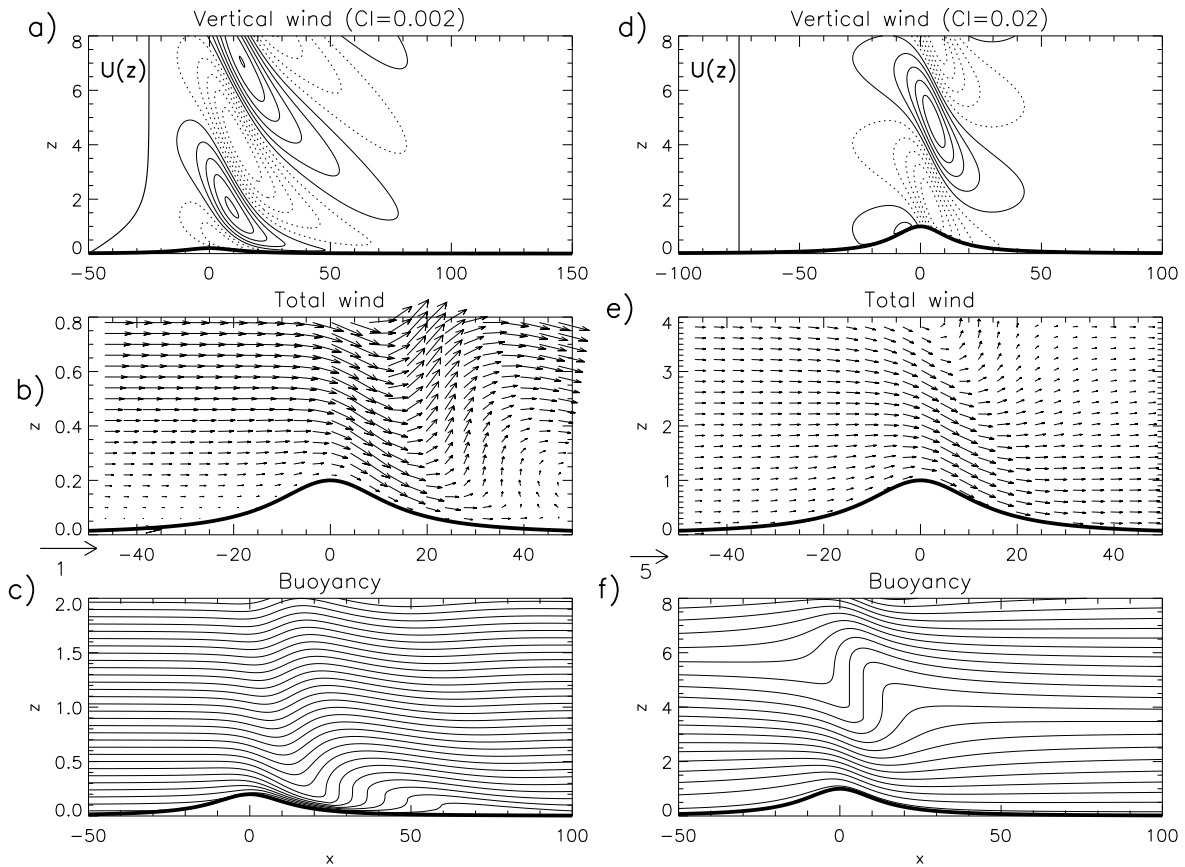 a) Vertical wind (CI=0.002)
U(z)
8
6
4
2
0
z
−50 0 50 100 150
b) Total wind
0.8
0.6
0.4
0.2
0.0
z
−40 −20 0 20 40
1
c) Buoyancy
2.0
1.5
1.0
0.5
0.0
z
−50 0 50 100
x
d) Vertical wind (CI=0.02)
U(z)
8
6
4
2
0
z
−100 −50 0 50 100
e) Total wind
4
3
2
1
0
z
−40 −20 0 20 40
5
f) Buoyancy
8
6
4
2
0
z
−50 0 50 100
x